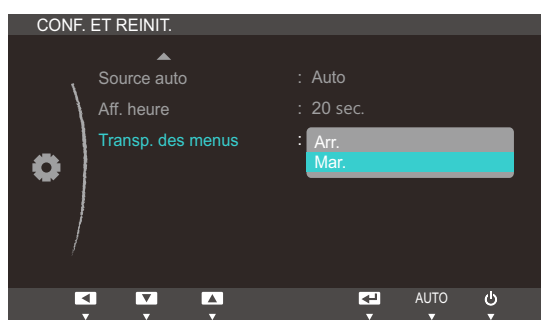 CONF. ET REINIT.
Source auto : Auto
Aff. heure : 20 sec.
Transp. des menus : Arr.
Mar.
AUTO